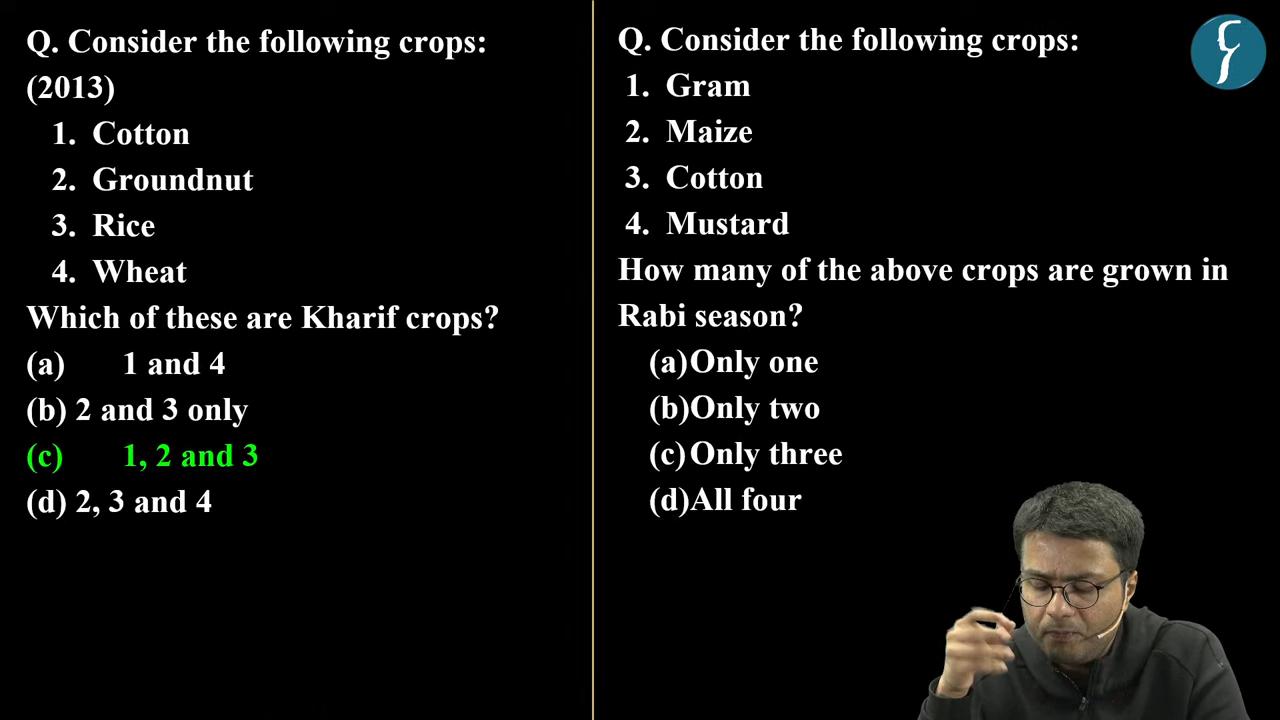 Q. Consider the following crops:
(2013)
1. Cotton
2. Groundnut
3. Rice
4. Wheat
Which of these are Kharif crops?
(a) 1 and 4
(b) 2 and 3 only
(c) 1, 2 and 3
(d) 2, 3 and 4
Q. Consider the following crops:
1. Gram
2. Maize
3. Cotton
4. Mustard
How many of the above crops are grown in
Rabi season?
(a)Only one
(b)Only two
(c)Only three
(d)All four